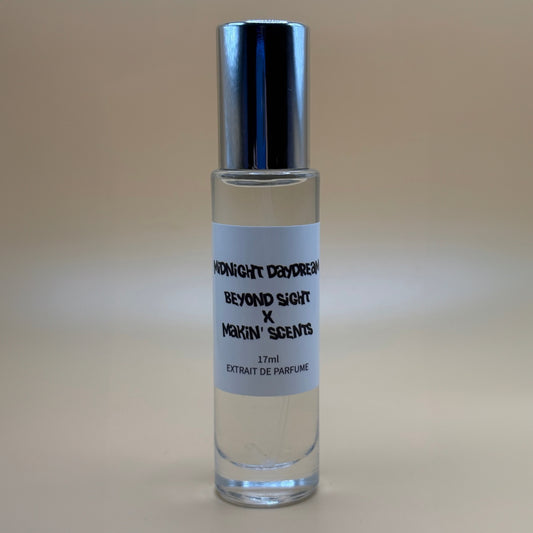 MiDNiGHT DaYDREAM
BEYOND SiGHT
X
MaKiN' SCENTS
17ml
EXTRAIT DE PARFUME